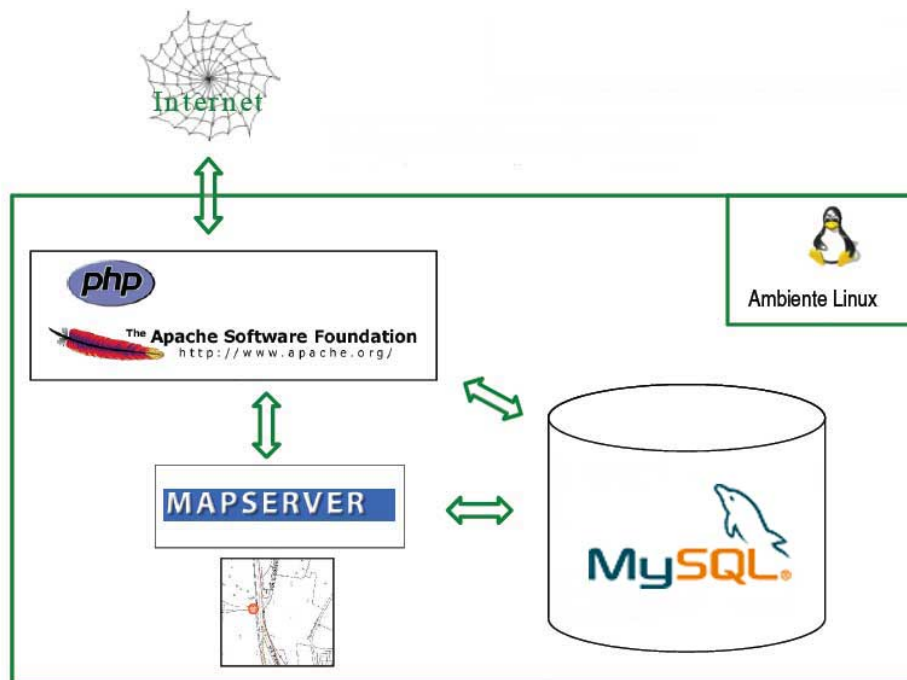 Internet
php
The Apache Software Foundation
http://www.apache.org/
Ambiente Linux
MAPSERVER
MySQL®